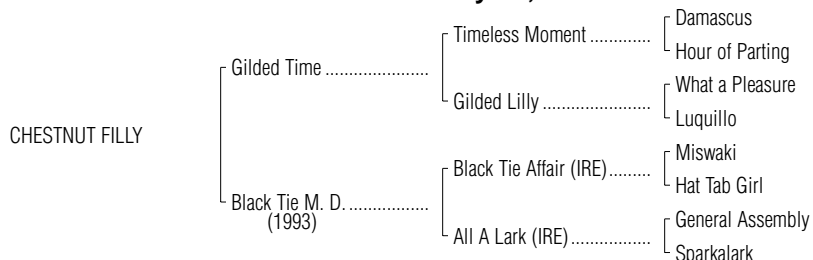 Damascus
Timeless Moment .............
Hour of Parting
Gilded Time ......................
What a Pleasure
Gilded Lilly .......................
Luquillo
CHESTNUT FILLY
Miswaki
Black Tie Affair (IRE).........
Hat Tab Girl
Black Tie M. D. .................
(1993)
General Assembly
All A Lark (IRE).................
Sparkalark